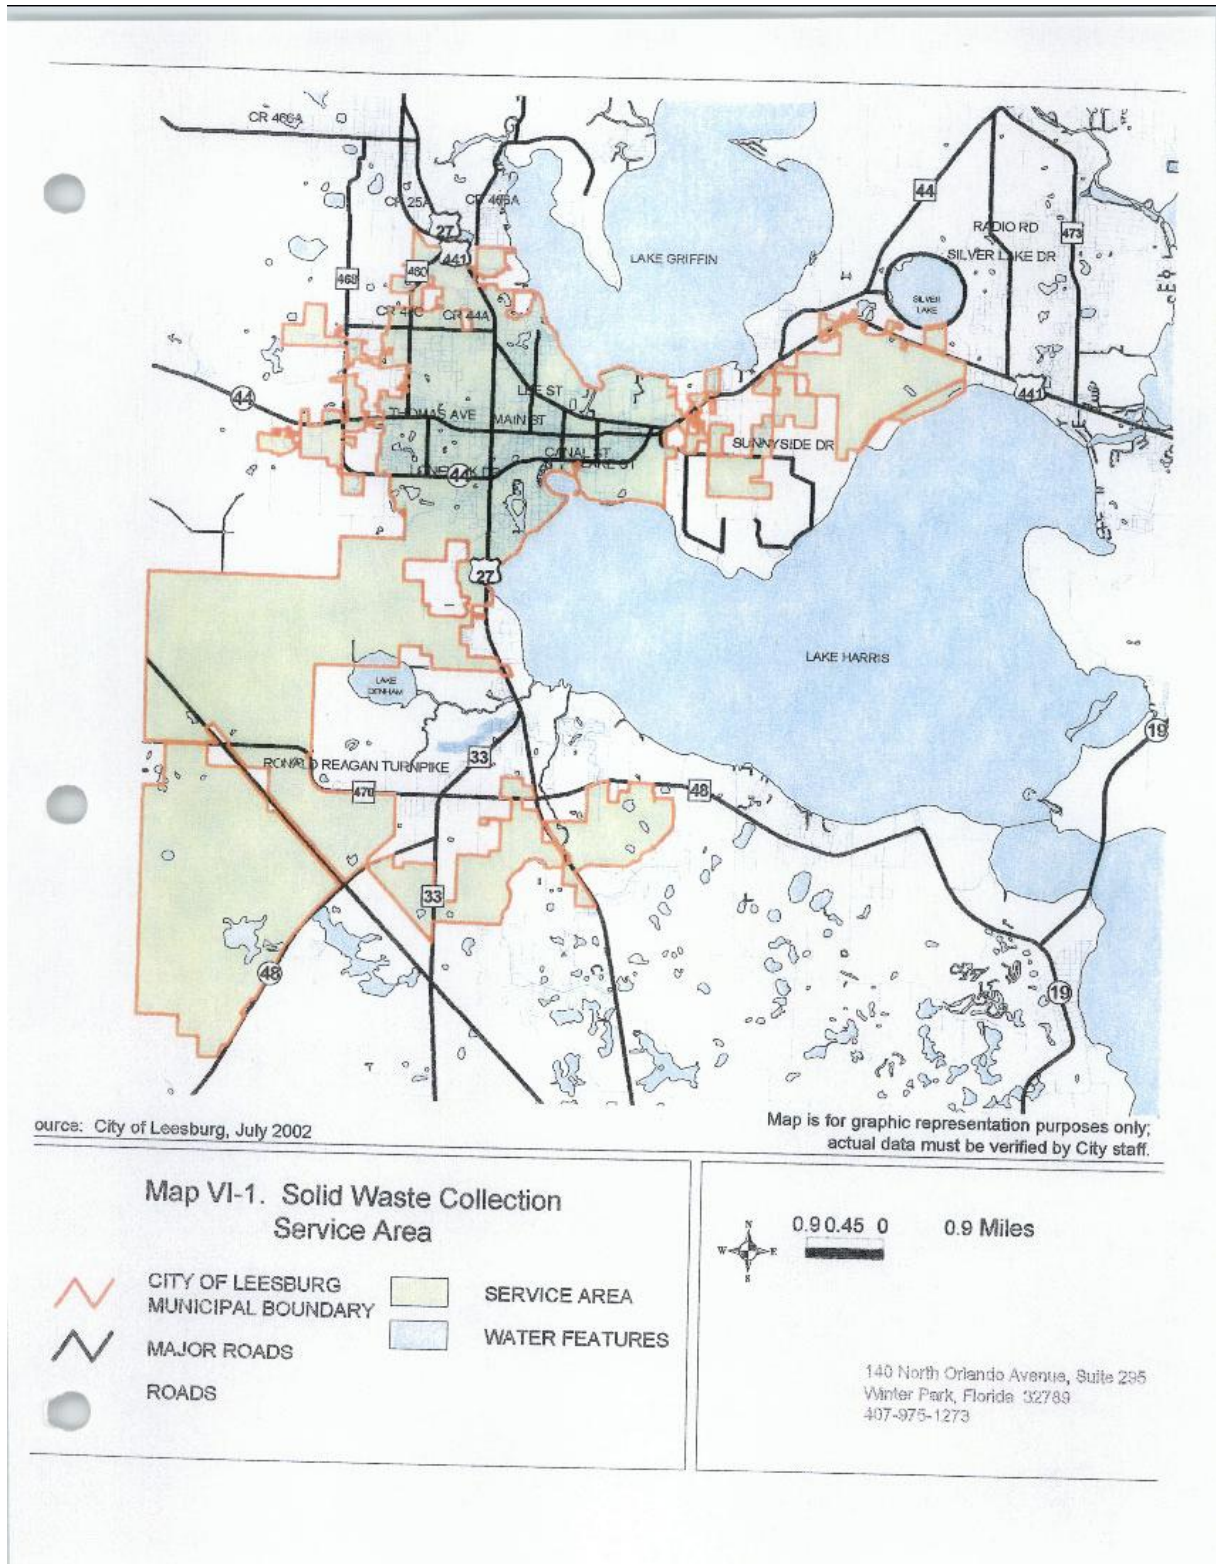 CR 466A
CR 25A
CR 466A
27
441
460
468
CR 44A
LAKE GRIFFIN
44
RADIO RD
473
SILVER LAKE DR
SILVER
LAKE
441
44
THOMAS AVE
MAIN ST
LEE ST
CANAL ST
SUNNYSIDE DR
44
27
LAKE HARRIS
LAKE
DENHAM
19
33
RONALD REAGAN TURNPIKE
470
48
33
48
19
ource: City of Leesburg, July 2002
Map is for graphic representation purposes only;
actual data must be verified by City staff.
Map VI-1. Solid Waste Collection
Service Area
CITY OF LEESBURG
MUNICIPAL BOUNDARY
MAJOR ROADS
ROADS
SERVICE AREA
WATER FEATURES
N
W E
S
0.9 0.45 0 0.9 Miles
140 North Orlando Avenue, Suite 295
Winter Park, Florida 32789
407-975-1273